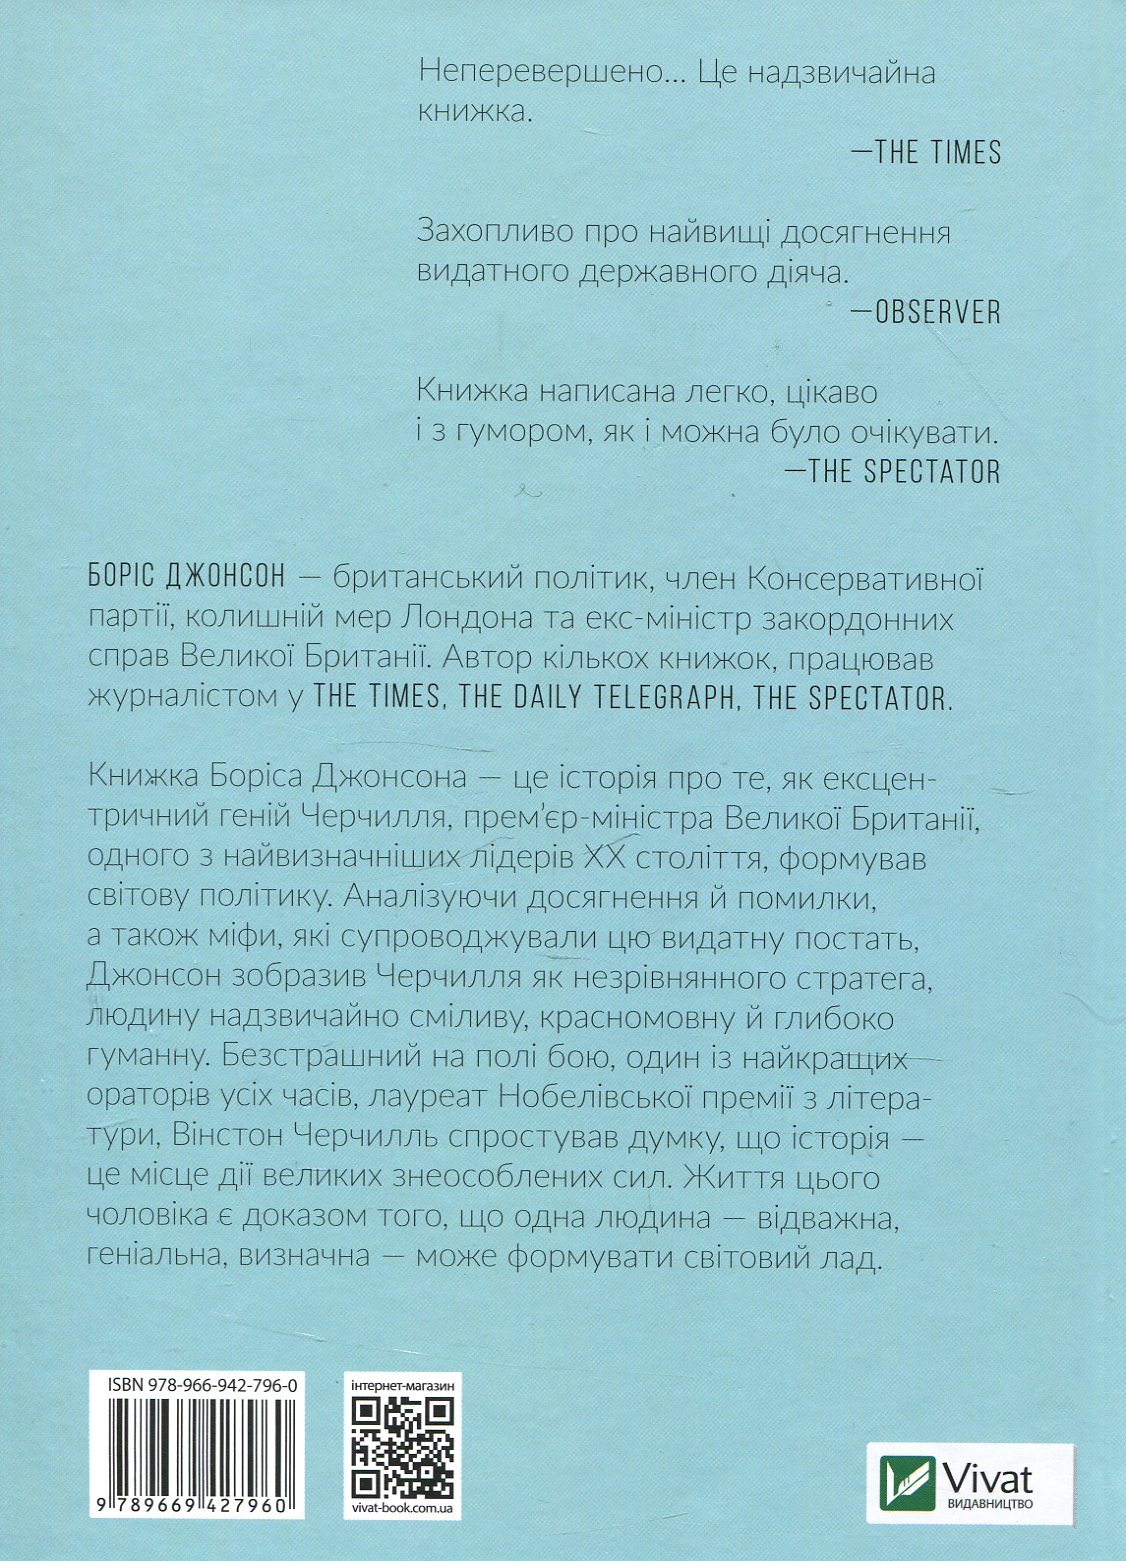 Неперевершено... Це надзвичайна
книжка.
—THE TIMES
Захопливо про найвищі досягнення
видатного державного діяча.
—OBSERVER
Книжка написана легко, цікаво
і з гумором, як і можна було очікувати.
—THE SPECTATOR
БОРІС ДЖОНСОН — британський політик, член Консервативної
партії, колишній мер Лондона та екс-міністр закордонних
справ Великої Британії. Автор кількох книжок, працював
журналістом у THE TIMES, THE DAILY TELEGRAPH, THE SPECTATOR.
Книжка Боріса Джонсона — це історія про те, як ексцен-
тричний геній Черчилля, прем’єр-міністра Великої Британії,
одного з найвизначніших лідерів XX століття, формував
світову політику. Аналізуючи досягнення й помилки,
а також міфи, які супроводжували цю видатну постать,
Джонсон зобразив Черчилля як незрівнянного стратега,
людину надзвичайно сміливу, красномовну й глибоко
гуманну. Безстрашний на полі бою, один із найкращих
ораторів усіх часів, лауреат Нобелівської премії з літера-
тури, Вінстон Черчилль спростував думку, що історія —
це місце дії великих знеособлених сил. Життя цього
чоловіка є доказом того, що одна людина — відважна,
геніальна, визначна — може формувати світовий лад.
ISBN 978-966-942-796-0
9 789669 427960
інтернет-магазин
vivat-book.com.ua
Vivat
ВИДАВНИЦТВО